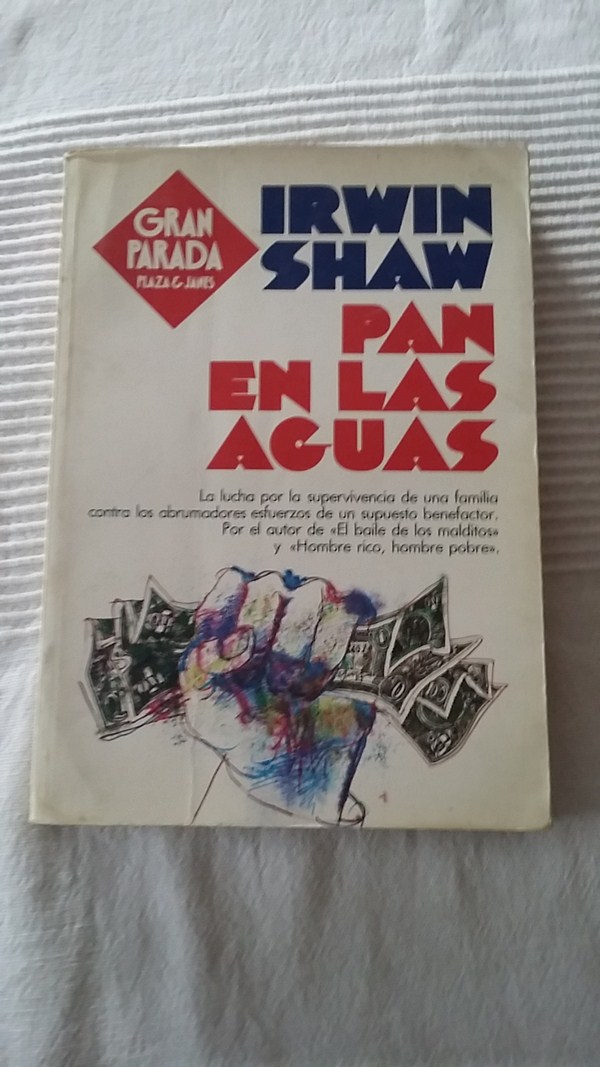 GRAN
PARADA
PLAZA & JANES
IRWIN
SHAW
PAN
EN LAS
AGUAS
La lucha por la supervivencia de una familia
contra los abrumadores esfuerzos de un supuesto benefactor.
Por el autor de «El baile de los malditos»
y «Hombre rico, hombre pobre».